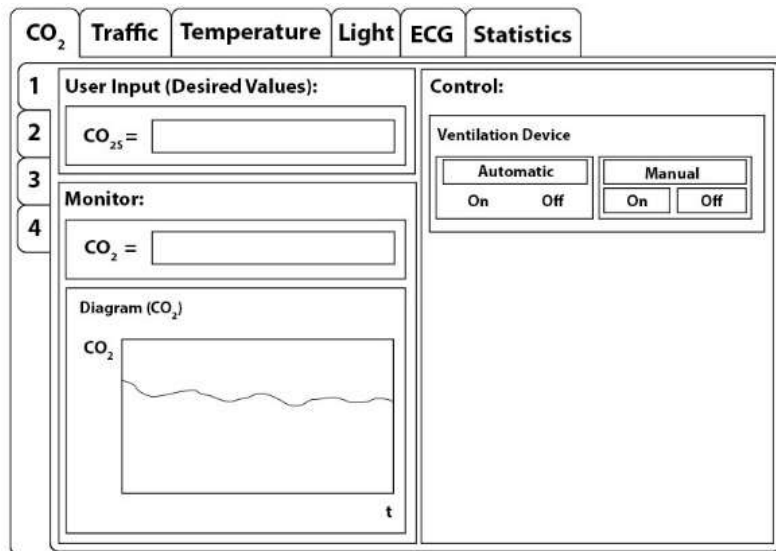 CO₂ Traffic Temperature Light ECG Statistics
1
2
3
4
User Input (Desired Values):
CO₂S =
Monitor:
CO₂ =
Diagram (CO₂)
CO₂
t
Control:
Ventilation Device
Automatic
On Off
Manual
On Off